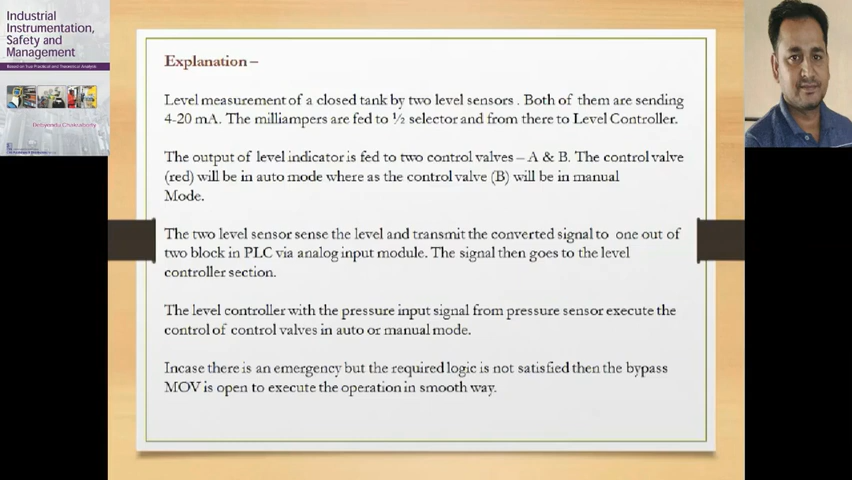 Industrial
Instrumentation,
Safety and
Management
Based on True Practical and Theoretical Analysis
Explanation –
Level measurement of a closed tank by two level sensors . Both of them are sending
4-20 mA. The milliampers are fed to ½ selector and from there to Level Controller.
The output of level indicator is fed to two control valves – A & B. The control valve
(red) will be in auto mode where as the control valve (B) will be in manual
Mode.
The two level sensor sense the level and transmit the converted signal to one out of
two block in PLC via analog input module. The signal then goes to the level
controller section.
The level controller with the pressure input signal from pressure sensor execute the
control of control valves in auto or manual mode.
Incase there is an emergency but the required logic is not satisfied then the bypass
MOV is open to execute the operation in smooth way.